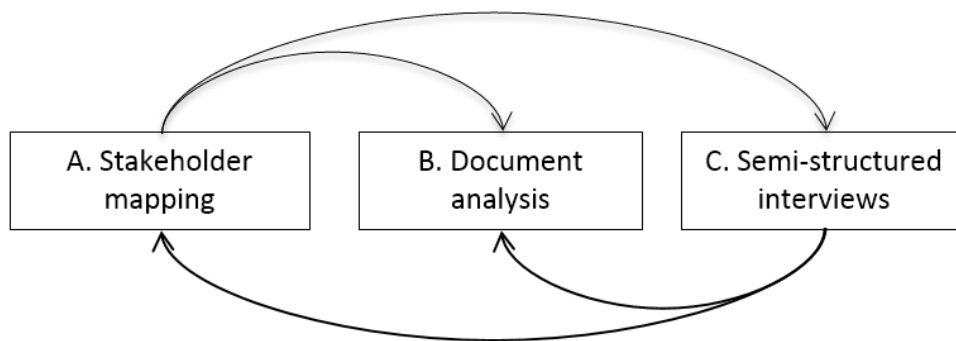 A. Stakeholder
mapping
B. Document
analysis
C. Semi-structured
interviews